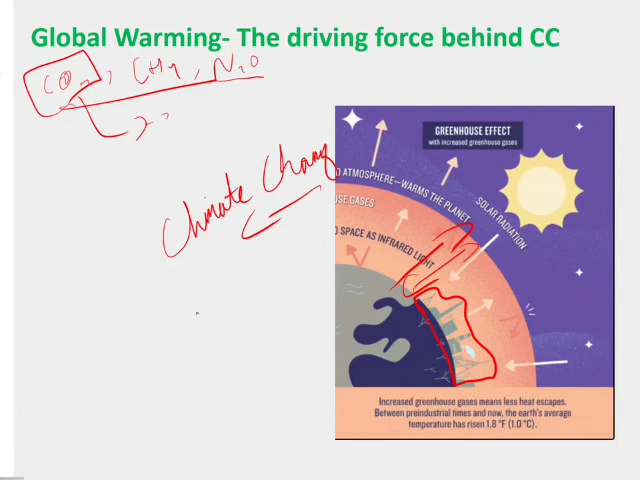 Global Warming- The driving force behind CC
CO2, CH4, N2O
Climate Chang
GREENHOUSE EFFECT
with increased greenhouse gases
D ATMOSPHERE—WARMS THE PLANET
SOLAR RADIATION
USE GASES
O SPACE AS INFRARED LIGHT
Increased greenhouse gases means less heat escapes.
Between preindustrial times and now, the earth's average
temperature has risen 1.8 °F (1.0 °C).